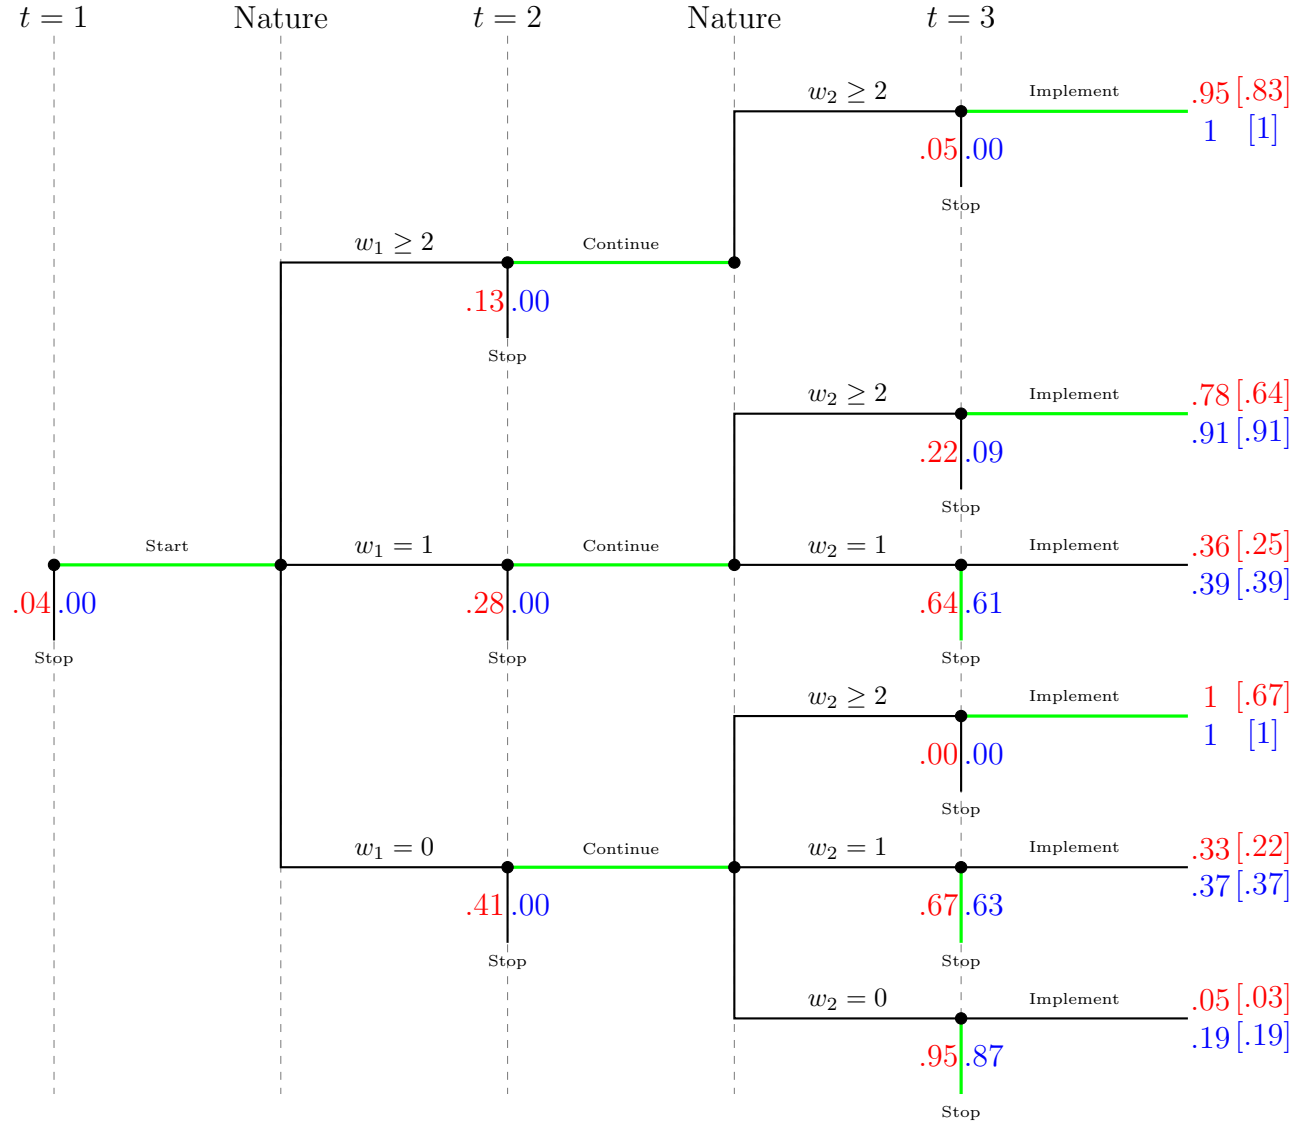 t = 1 Nature t = 2 Nature t = 3
w₂ ≥ 2 Implement .95 [.83]
1 [1]
.05 .00
Stop
w₁ ≥ 2 Continue
.13 .00
Stop
w₂ ≥ 2 Implement .78 [.64]
.91 [.91]
.22 .09
Stop
Start w₁ = 1 Continue w₂ = 1 Implement .36 [.25]
.39 [.39]
.04 .00 .28 .00 .64 .61
Stop Stop Stop
w₂ ≥ 2 Implement 1 [.67]
1 [1]
.00 .00
Stop
w₁ = 0 Continue w₂ = 1 Implement .33 [.22]
.37 [.37]
.41 .00 .67 .63
Stop Stop
w₂ = 0 Implement .05 [.03]
.19 [.19]
.95 .87
Stop